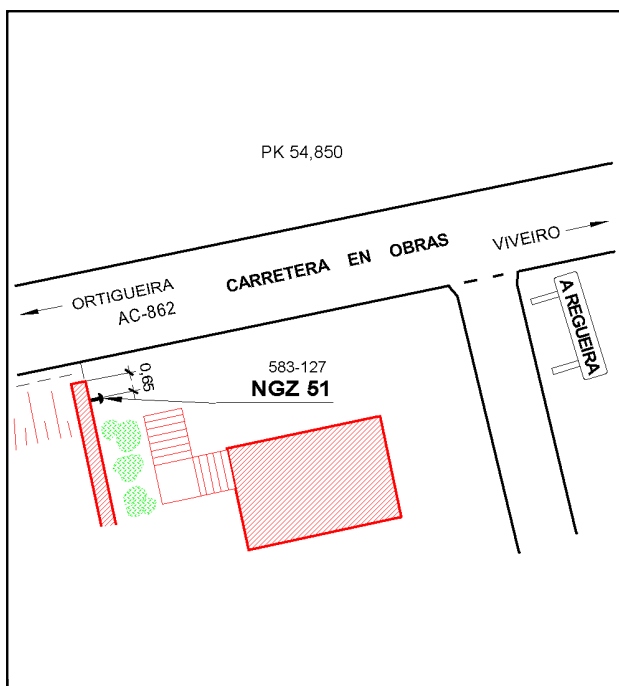 PK 54,850
VIVEIRO
CARRETERA EN OBRAS
ORTIGUEIRA
AC-862
A REGUEIRA
0,65
583-127
NGZ 51